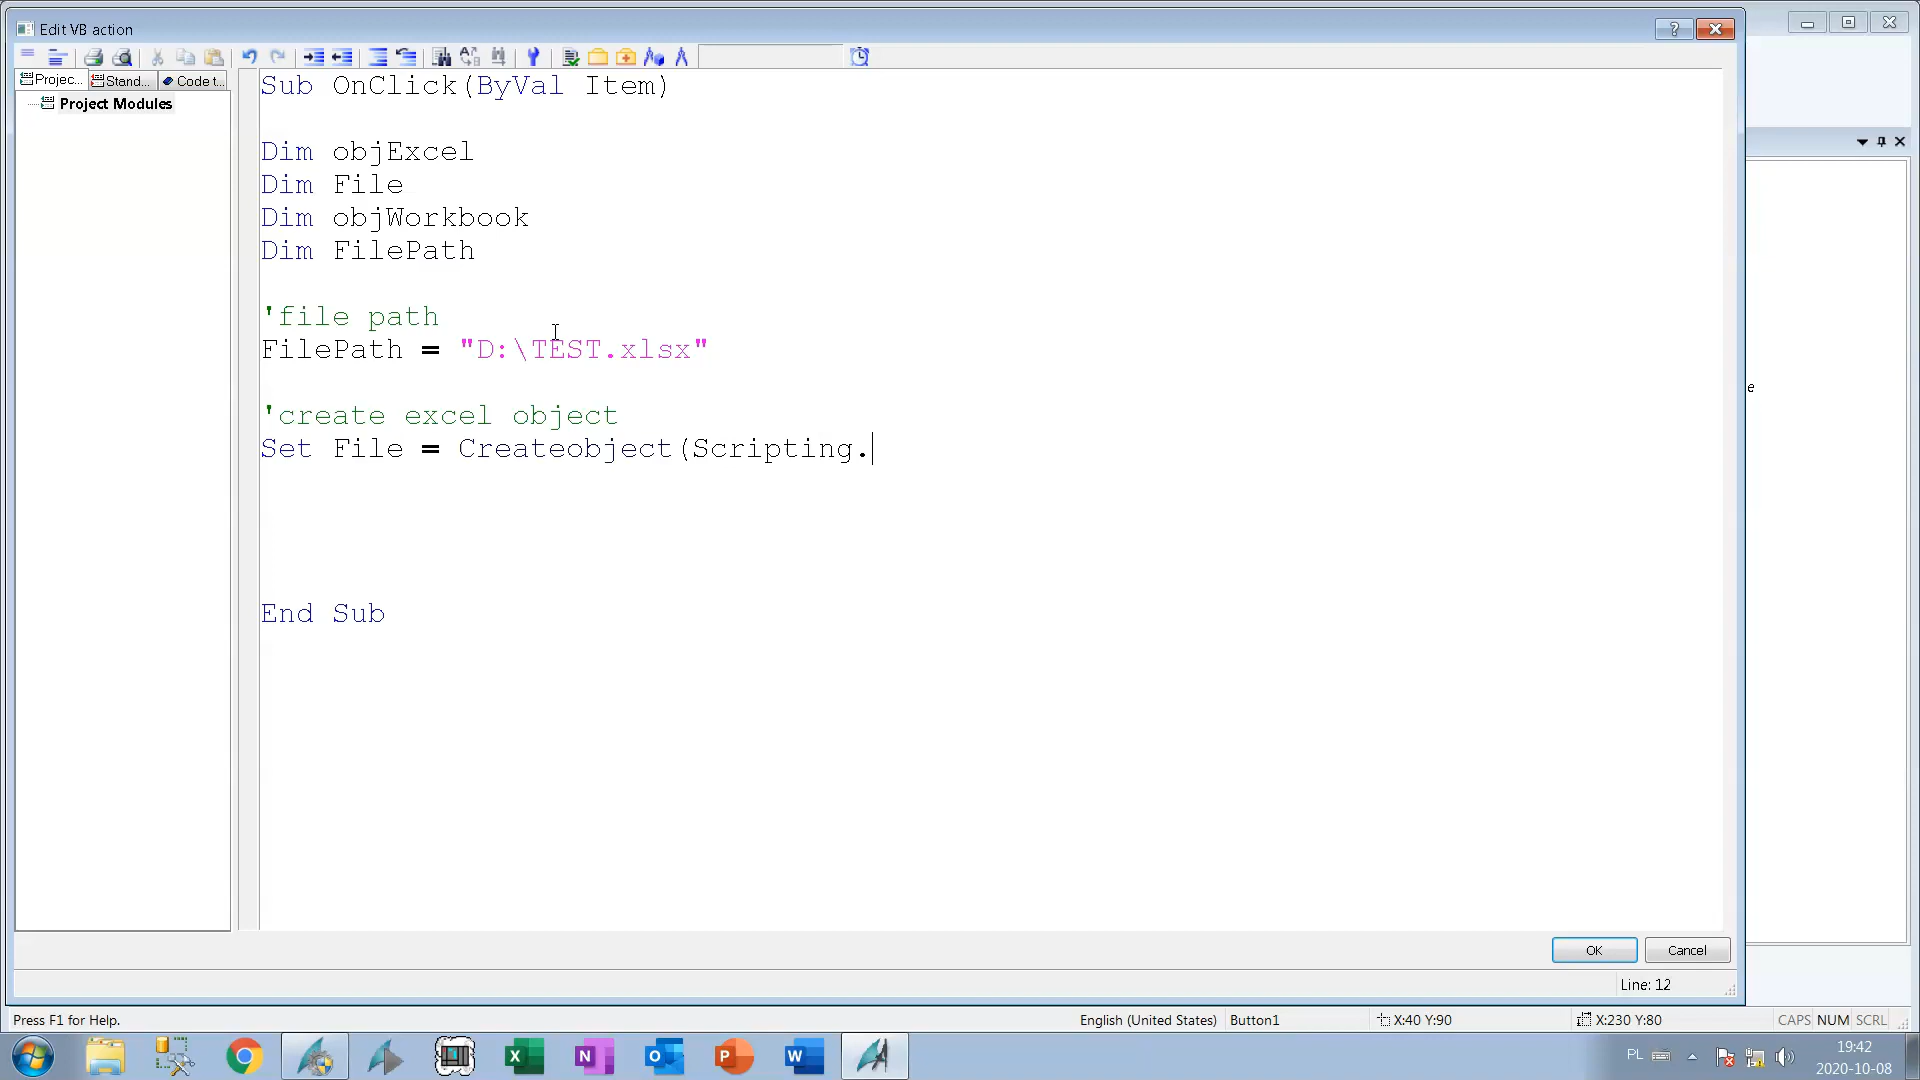 Edit VB action
Projec... Stand... Code t...
Project Modules
Sub OnClick(ByVal Item)
Dim objExcel
Dim File
Dim objWorkbook
Dim FilePath
'file path
FilePath = "D:\TEST.xlsx"
'create excel object
Set File = Createobject(Scripting.
End Sub
e
OK Cancel
Line: 12
Press F1 for Help. English (United States) Button1 X:40 Y:90 X:230 Y:80 CAPS NUM SCRL
PL 19:42
2020-10-08